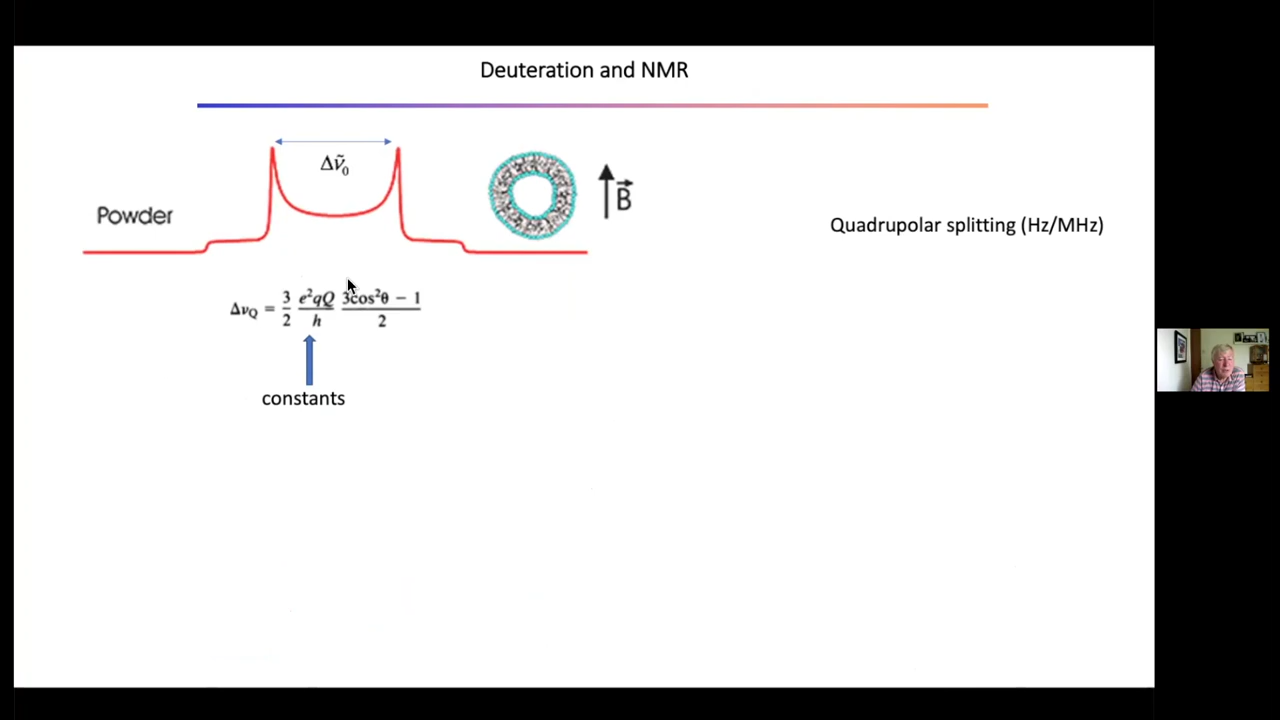 Deuteration and NMR
Δν̃₀
Powder
B⃗
Quadrupolar splitting (Hz/MHz)
Δν_Q = 3/2 e²qQ/h 3cos²θ − 1/2
constants